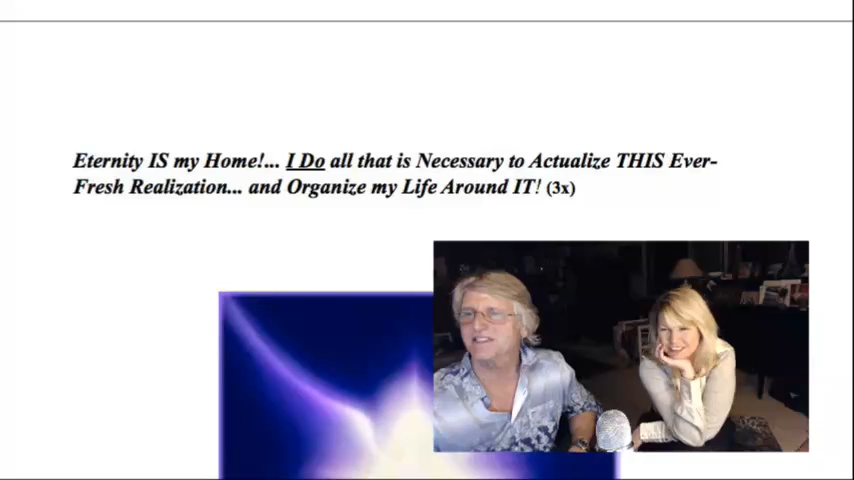 Eternity IS my Home!... I Do all that is Necessary to Actualize THIS Ever-
Fresh Realization... and Organize my Life Around IT! (3x)